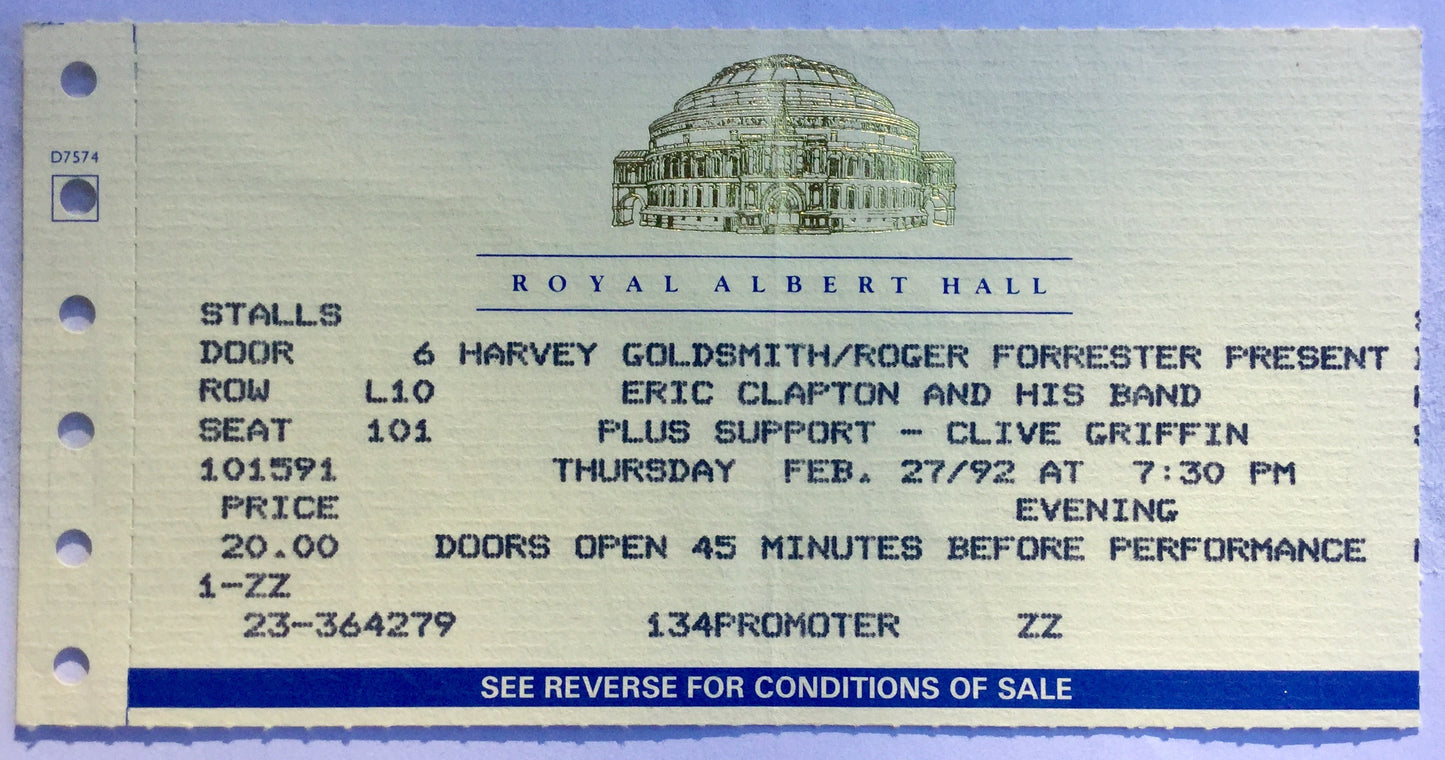 D7574
ROYAL ALBERT HALL
STALLS
DOOR 6 HARVEY GOLDSMITH/ROGER FORRESTER PRESENT
ROW L10 ERIC CLAPTON AND HIS BAND
SEAT 101 PLUS SUPPORT - CLIVE GRIFFIN
101591 THURSDAY FEB. 27/92 AT 7:30 PM
PRICE EVENING
20.00 DOORS OPEN 45 MINUTES BEFORE PERFORMANCE
1-ZZ
23-364279 134PROMOTER ZZ
SEE REVERSE FOR CONDITIONS OF SALE